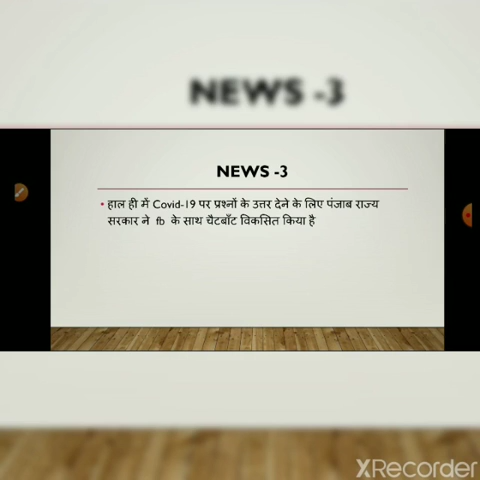 NEWS -3
NEWS -3
• हाल ही में Covid-19 पर प्रश्नों के उत्तर देने के लिए पंजाब राज्य
सरकार ने fb के साथ चैटबॉट विकसित किया है
XRecorder